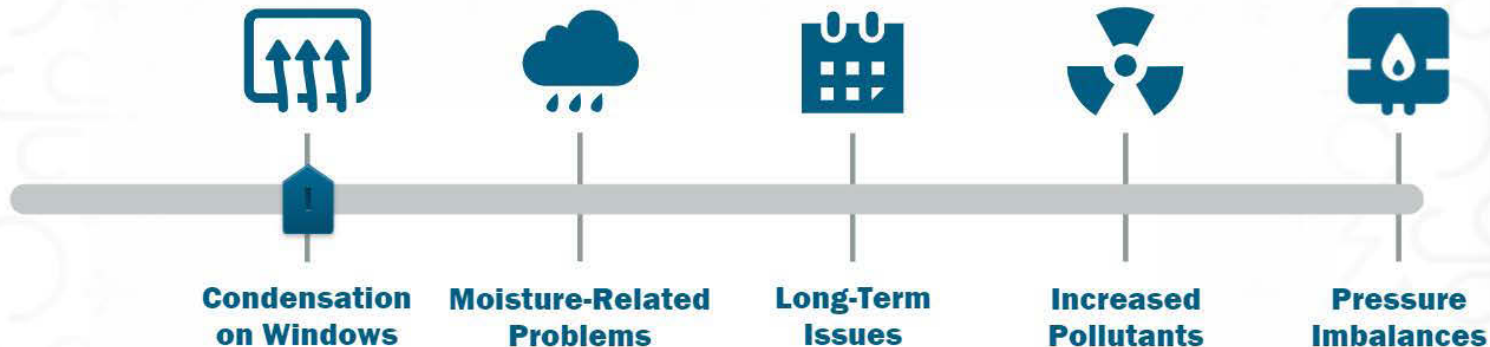 !
Condensation
on Windows
Moisture-Related
Problems
Long-Term
Issues
Increased
Pollutants
Pressure
Imbalances